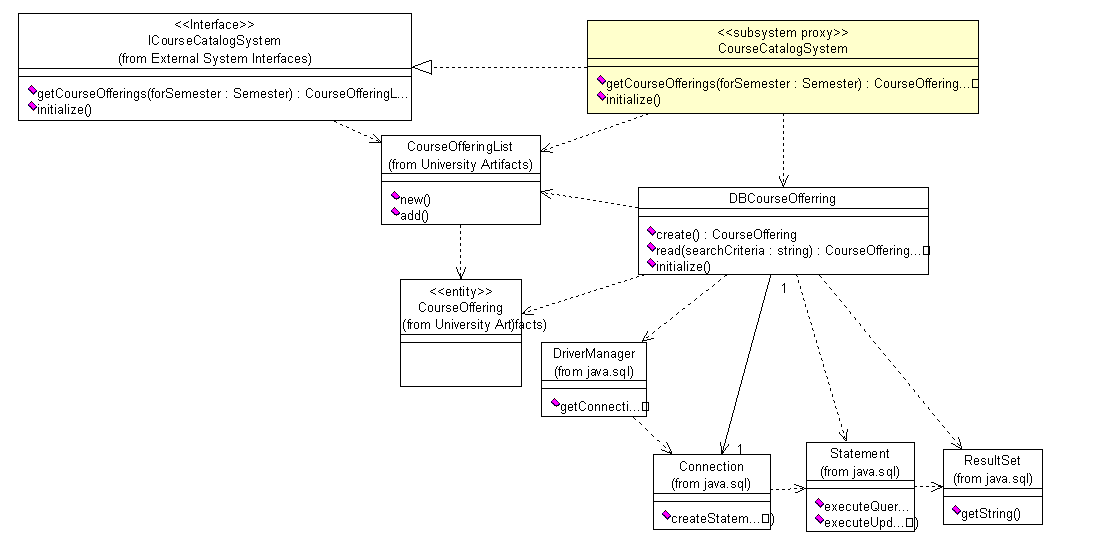 <<Interface>>
ICourseCatalogSystem
(from External System Interfaces)
getCourseOfferings(forSemester : Semester) : CourseOfferingL...
initialize()
<<subsystem proxy>>
CourseCatalogSystem
getCourseOfferings(forSemester : Semester) : CourseOffering...
initialize()
CourseOfferingList
(from University Artifacts)
new()
add()
DBCourseOfferring
create() : CourseOffering
read(searchCriteria : string) : CourseOffering...
initialize()
<<entity>>
CourseOffering
(from University Artifacts)
1
DriverManager
(from java.sql)
getConnecti...
1
Connection
(from java.sql)
createStatem...)
Statement
(from java.sql)
executeQuer...
executeUpd...)
ResultSet
(from java.sql)
getString()